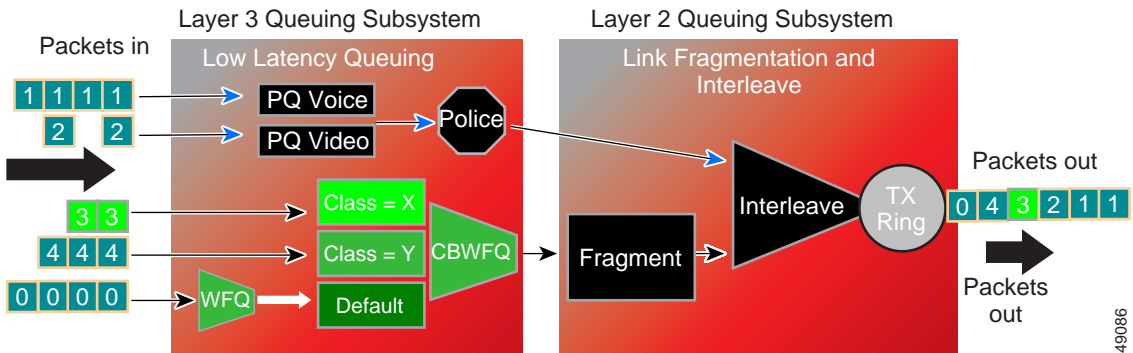 Layer 3 Queuing Subsystem
Layer 2 Queuing Subsystem
Packets in
Low Latency Queuing
Link Fragmentation and
Interleave
1 1 1 1
PQ Voice
2 2
PQ Video
Police
3 3
Class = X
4 4 4
Class = Y
CBWFQ
0 0 0 0
WFQ
Default
Fragment
Interleave
TX
Ring
Packets out
0 4 3 2 1 1
Packets
out
49086